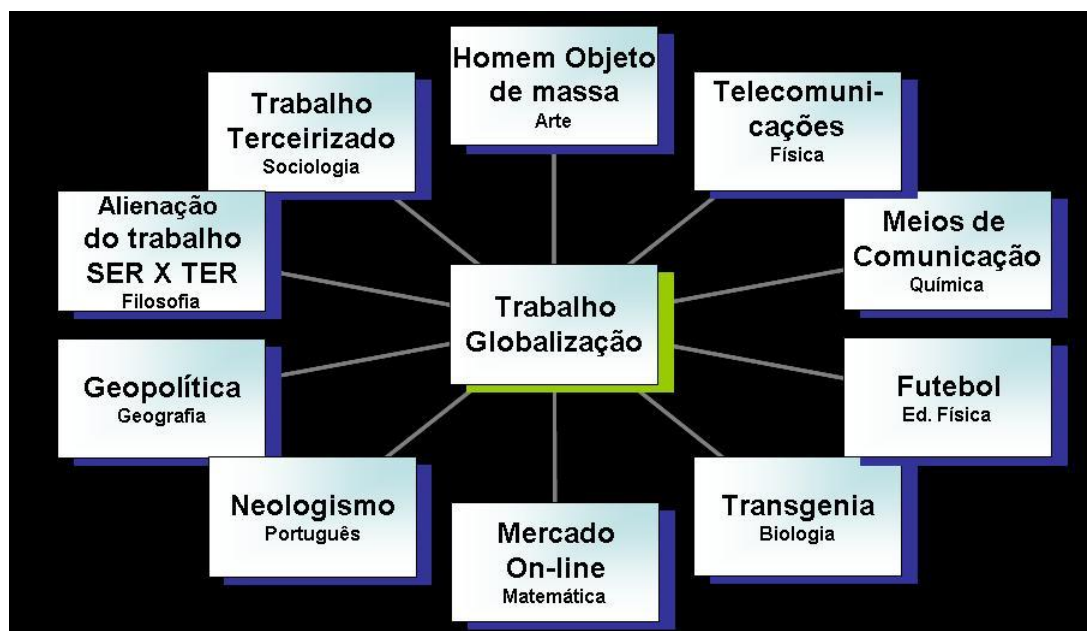 Homem Objeto
de massa
Arte
Telecomuni-
cações
Física
Meios de
Comunicação
Química
Futebol
Ed. Física
Transgenia
Biologia
Mercado
On-line
Matemática
Neologismo
Português
Geopolítica
Geografia
Alienação
do trabalho
SER X TER
Filosofia
Trabalho
Terceirizado
Sociologia
Trabalho
Globalização